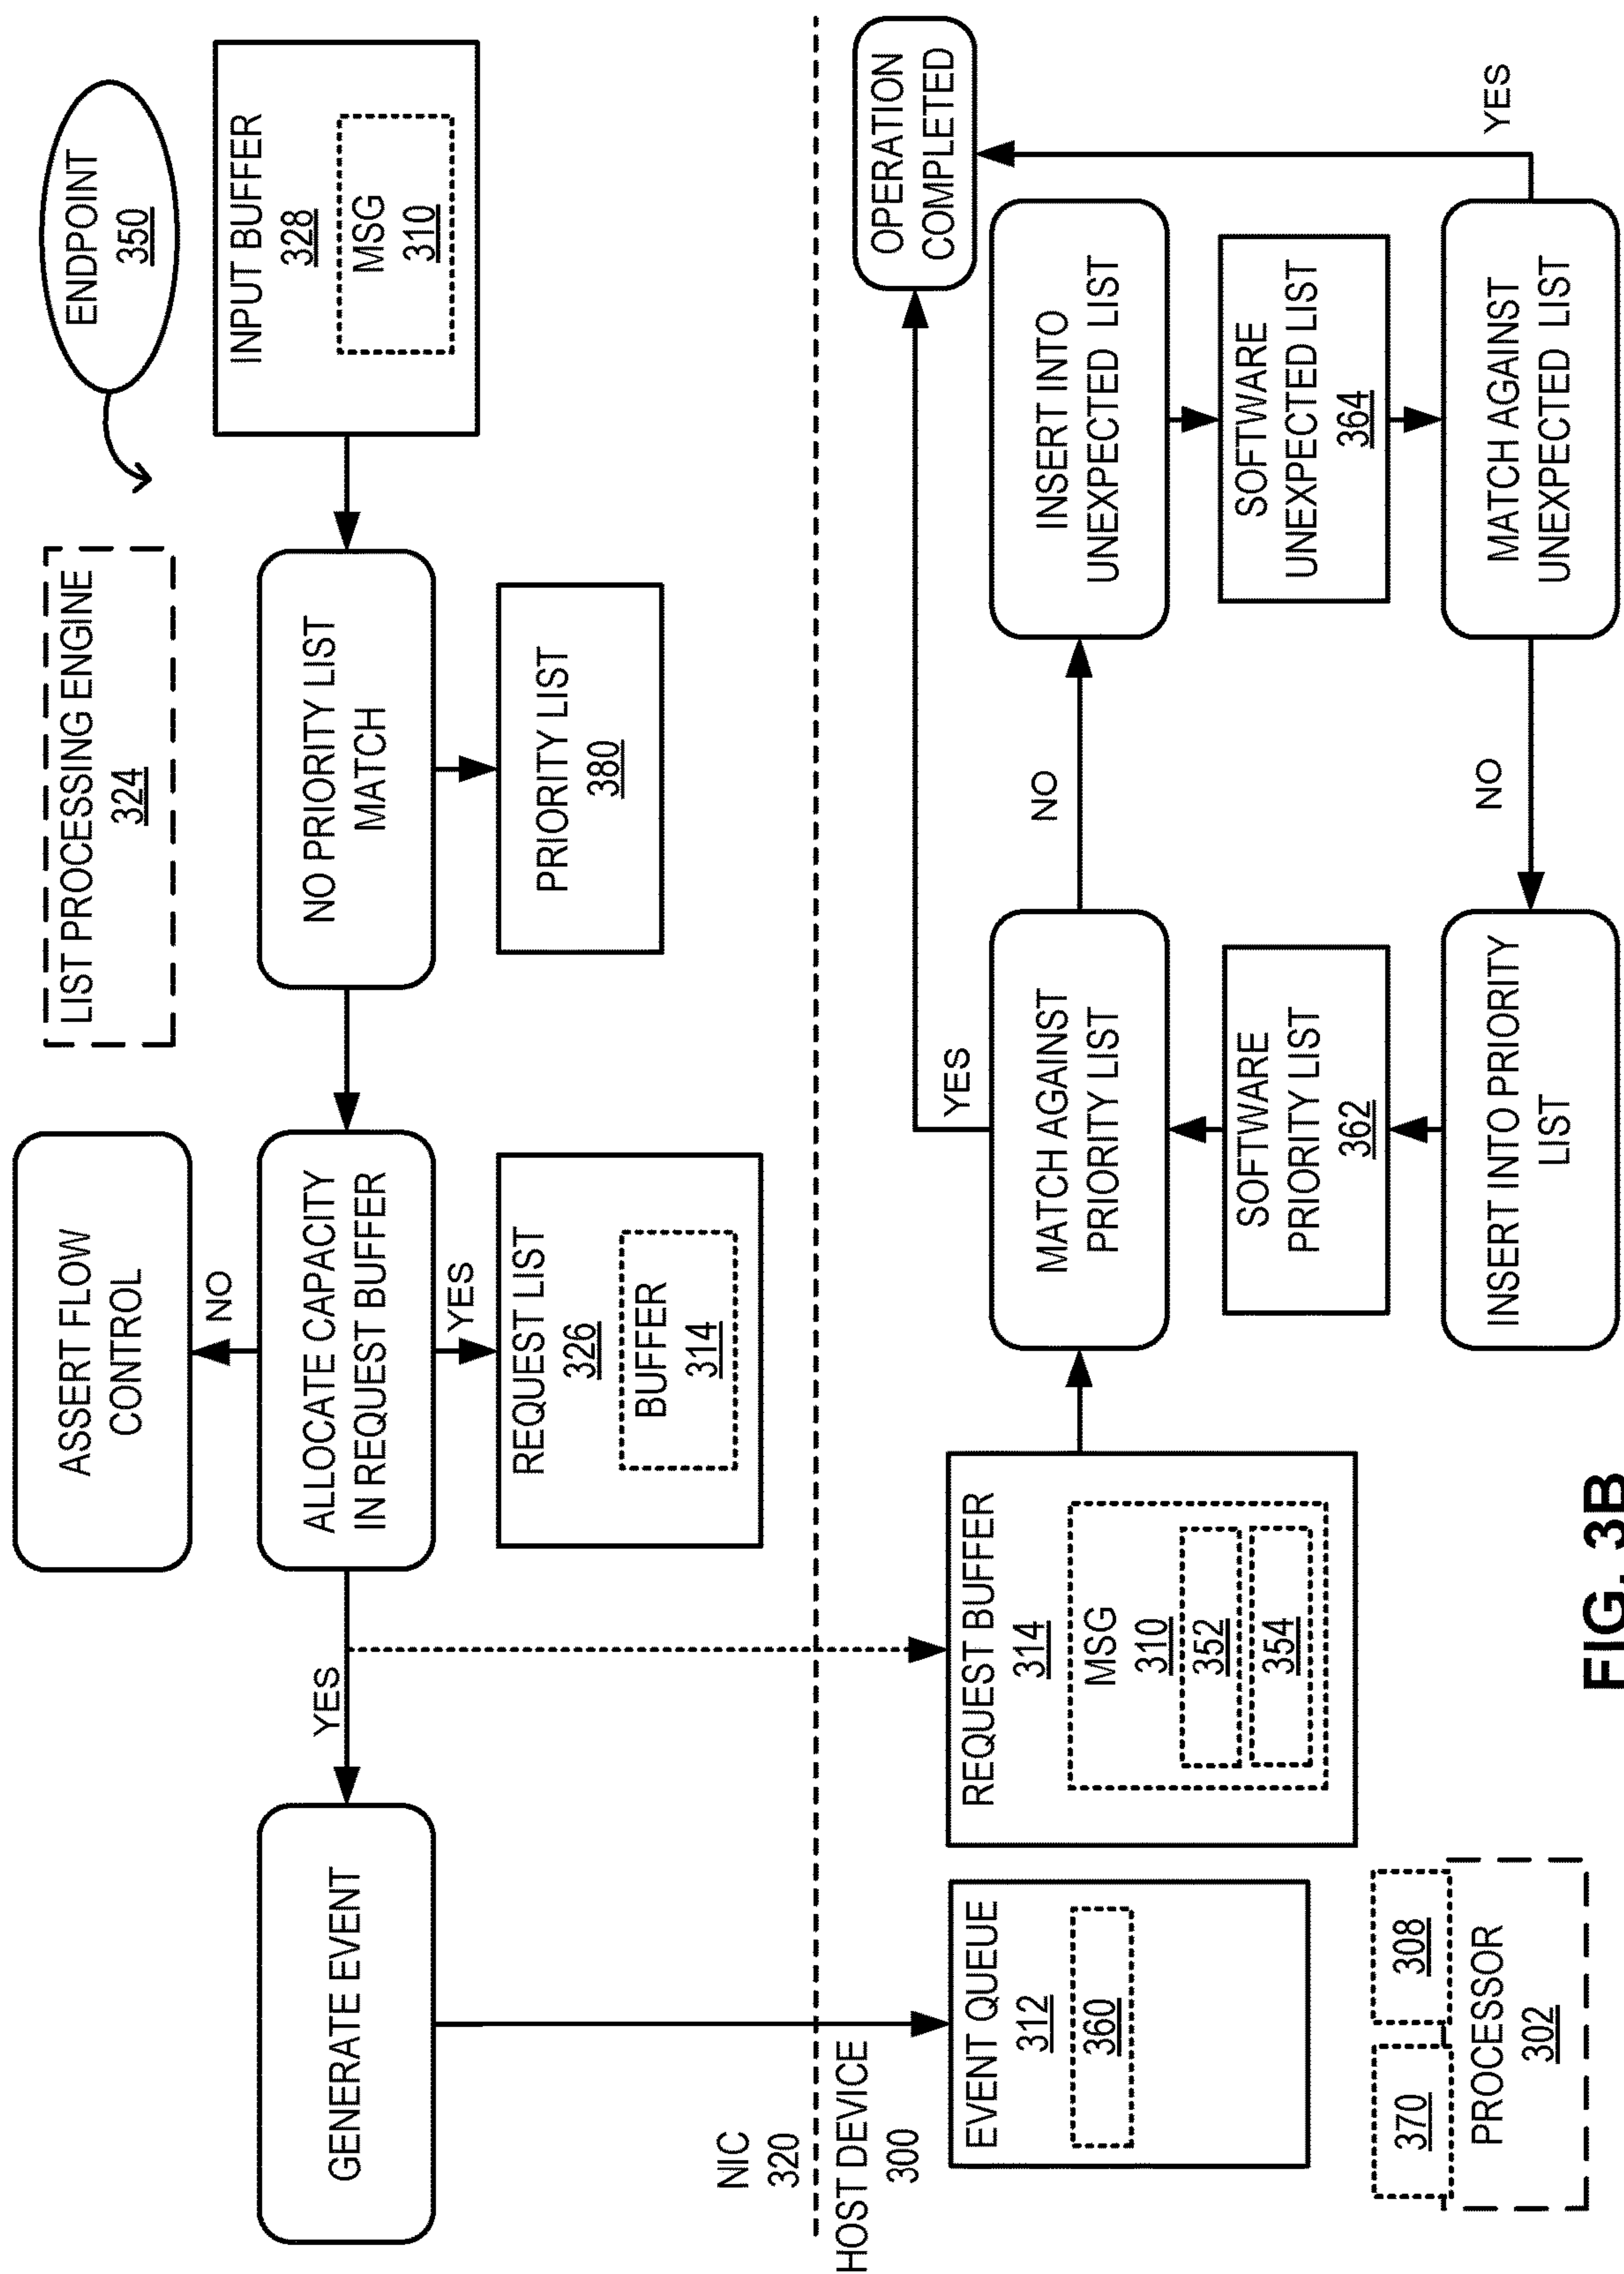 ENDPOINT
350
LIST PROCESSING ENGINE
324
ASSERT FLOW
CONTROL
NO
GENERATE EVENT
YES
ALLOCATE CAPACITY
IN REQUEST BUFFER
NO PRIORITY LIST
MATCH
INPUT BUFFER
328
MSG
310
YES
REQUEST LIST
326
BUFFER
314
PRIORITY LIST
380
NIC
320
HOST DEVICE
300
EVENT QUEUE
312
360
REQUEST BUFFER
314
MSG
310
352
354
YES
MATCH AGAINST
PRIORITY LIST
NO
INSERT INTO
UNEXPECTED LIST
OPERATION
COMPLETED
SOFTWARE
PRIORITY LIST
362
SOFTWARE
UNEXPECTED LIST
364
INSERT INTO PRIORITY
LIST
NO
MATCH AGAINST
UNEXPECTED LIST
YES
370
308
PROCESSOR
302
FIG. 3B